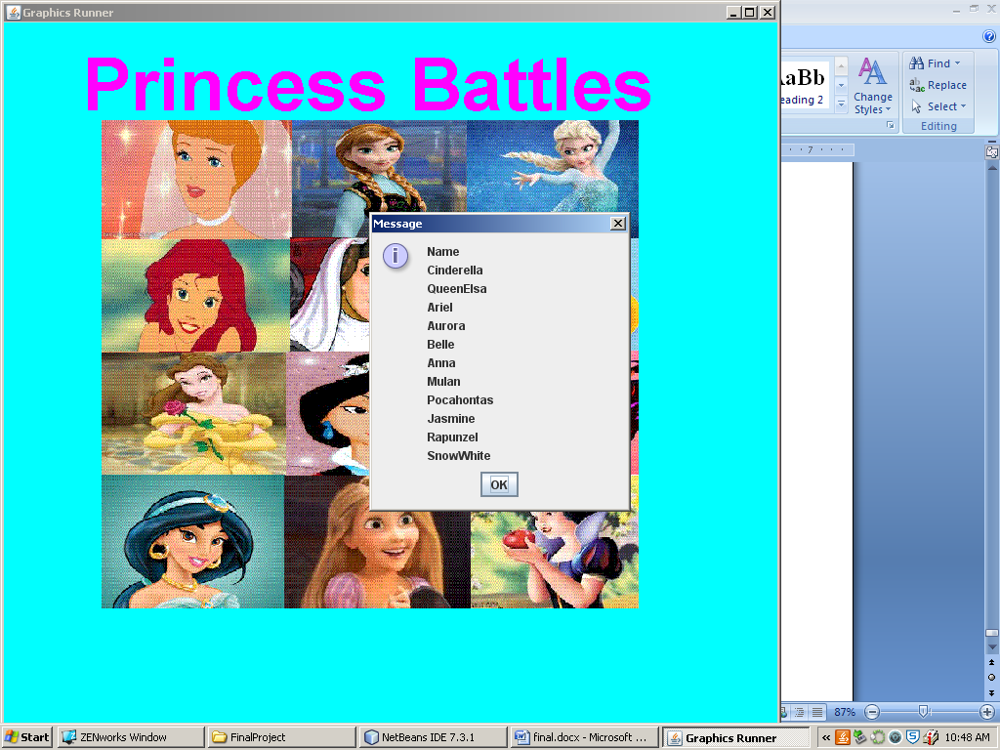 Graphics Runner
Princess Battles
Message
Name
Cinderella
QueenElsa
Ariel
Aurora
Belle
Anna
Mulan
Pocahontas
Jasmine
Rapunzel
SnowWhite
OK
AaBb
eading 2
Change
Styles
Find
Replace
Select
Editing
7
87%
Start
ZENworks Window
FinalProject
NetBeans IDE 7.3.1
final.docx - Microsoft ...
Graphics Runner
10:48 AM